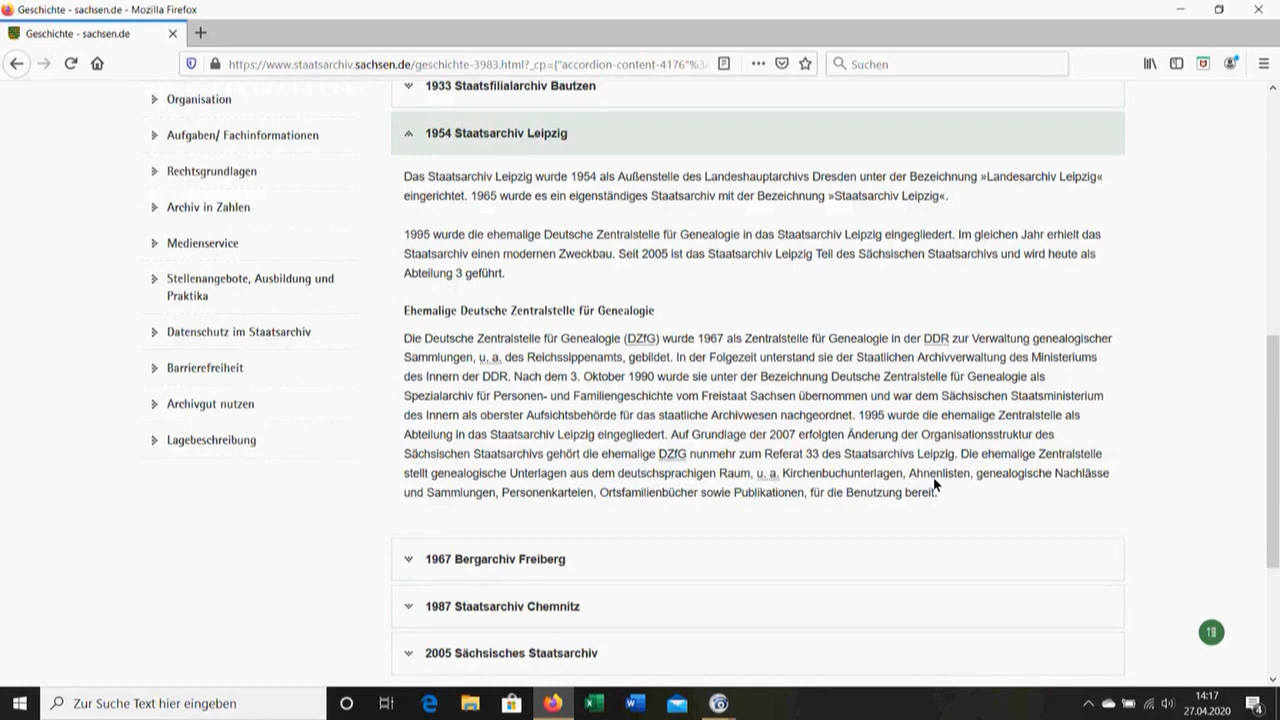 Geschichte - sachsen.de - Mozilla Firefox
Geschichte - sachsen.de
https://www.staatsarchiv.sachsen.de/geschichte-3983.html?_cp={"accordion-content-4176"%3
Suchen
Organisation
Aufgaben/ Fachinformationen
Rechtsgrundlagen
Archiv in Zahlen
Medienservice
Stellenangebote, Ausbildung und
Praktika
Datenschutz im Staatsarchiv
Barrierefreiheit
Archivgut nutzen
Lagebeschreibung
1933 Staatsfilialarchiv Bautzen
1954 Staatsarchiv Leipzig
Das Staatsarchiv Leipzig wurde 1954 als Außenstelle des Landeshauptarchivs Dresden unter der Bezeichnung »Landesarchiv Leipzig«
eingerichtet. 1965 wurde es ein eigenständiges Staatsarchiv mit der Bezeichnung »Staatsarchiv Leipzig«.
1995 wurde die ehemalige Deutsche Zentralstelle für Genealogie in das Staatsarchiv Leipzig eingegliedert. Im gleichen Jahr erhielt das
Staatsarchiv einen modernen Zweckbau. Seit 2005 ist das Staatsarchiv Leipzig Teil des Sächsischen Staatsarchivs und wird heute als
Abteilung 3 geführt.
Ehemalige Deutsche Zentralstelle für Genealogie
Die Deutsche Zentralstelle für Genealogie (DZfG) wurde 1967 als Zentralstelle für Genealogie in der DDR zur Verwaltung genealogischer
Sammlungen, u. a. des Reichssippenamts, gebildet. In der Folgezeit unterstand sie der Staatlichen Archivverwaltung des Ministeriums
des Innern der DDR. Nach dem 3. Oktober 1990 wurde sie unter der Bezeichnung Deutsche Zentralstelle für Genealogie als
Spezialarchiv für Personen- und Familiengeschichte vom Freistaat Sachsen übernommen und war dem Sächsischen Staatsministerium
des Innern als oberster Aufsichtsbehörde für das staatliche Archivwesen nachgeordnet. 1995 wurde die ehemalige Zentralstelle als
Abteilung in das Staatsarchiv Leipzig eingegliedert. Auf Grundlage der 2007 erfolgten Änderung der Organisationsstruktur des
Sächsischen Staatsarchivs gehört die ehemalige DZfG nunmehr zum Referat 33 des Staatsarchivs Leipzig. Die ehemalige Zentralstelle
stellt genealogische Unterlagen aus dem deutschsprachigen Raum, u. a. Kirchenbuchunterlagen, Ahnenlisten, genealogische Nachlässe
und Sammlungen, Personenkarteien, Ortsfamilienbücher sowie Publikationen, für die Benutzung bereit.
1967 Bergarchiv Freiberg
1987 Staatsarchiv Chemnitz
2005 Sächsisches Staatsarchiv
Zur Suche Text hier eingeben
14:17
27.04.2020
4